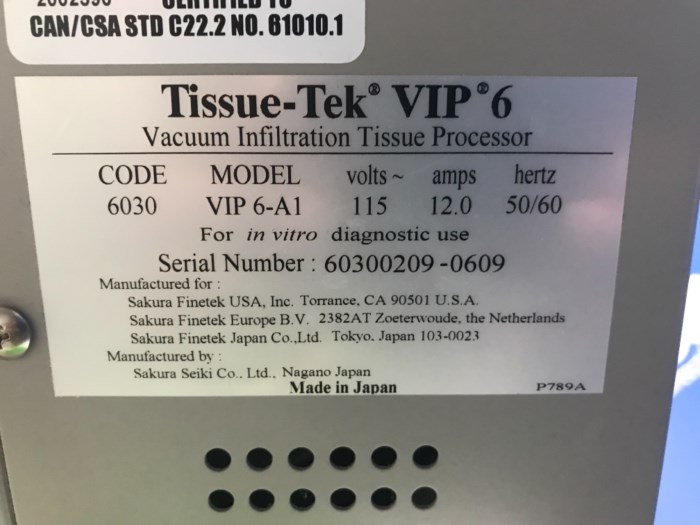 CAN/CSA STD C22.2 NO. 61010.1
Tissue-Tek® VIP®6
Vacuum Infiltration Tissue Processor
CODE MODEL volts ~ amps hertz
6030 VIP 6-A1 115 12.0 50/60
For in vitro diagnostic use
Serial Number : 60300209-0609
Manufactured for :
Sakura Finetek USA, Inc. Torrance, CA 90501 U.S.A.
Sakura Finetek Europe B.V. 2382AT Zoeterwoude, the Netherlands
Sakura Finetek Japan Co.,Ltd. Tokyo, Japan 103-0023
Manufactured by :
Sakura Seiki Co., Ltd., Nagano Japan
Made in Japan
P789A